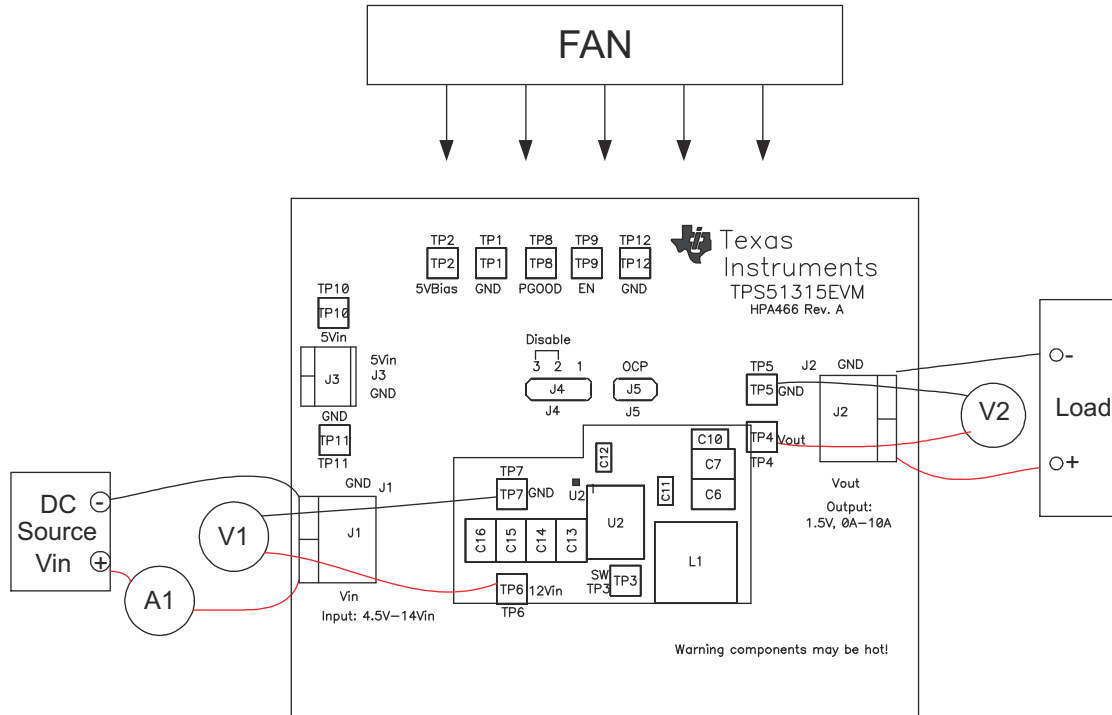 FAN
TP2 TP1 TP8 TP9 TP12
TP2 TP1 TP8 TP9 TP12
5VBias GND PGOOD EN GND
Texas
Instruments
TPS51315EVM
HPA466 Rev. A
TP10
TP10
5Vin
J3
5Vin
J3
GND
GND
TP11
TP11
Disable
3 2 1
J4
J4
OCP
J5
J5
TP5
TP5
GND
TP4
Vout
TP4
J2 GND
J2
Vout
Output:
1.5V, 0A-10A
V2
-
Load
+
DC
Source
Vin
-
+
V1
A1
GND J1
J1
Vin
Input: 4.5V-14Vin
TP7
TP7
GND
C16
C15
C14
C13
TP6
12Vin
TP6
C12
U2 1
U2
SW
TP3
TP3
C10
C7
C6
C11
L1
Warning components may be hot!